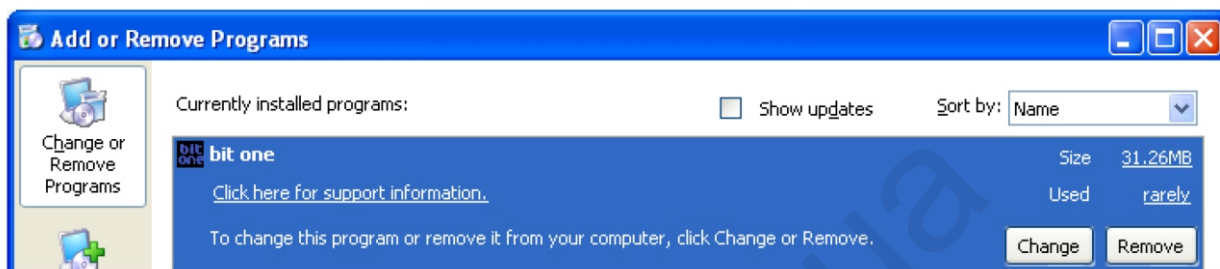 Add or Remove Programs
Change or
Remove
Programs
Currently installed programs:
Show updates
Sort by: Name
bit
one
bit one
Size 31.26MB
Click here for support information.
Used rarely
To change this program or remove it from your computer, click Change or Remove.
Change
Remove
ua